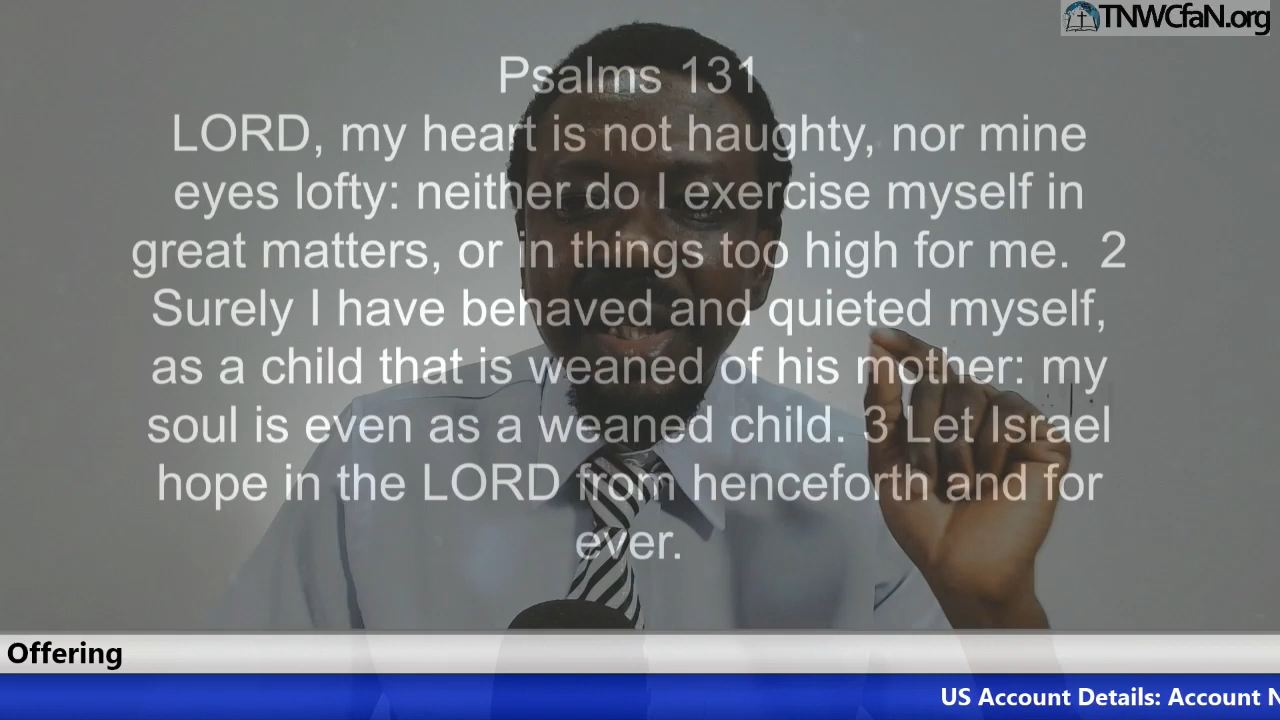 TNWCfaN.org
Psalms 131
LORD, my heart is not haughty, nor mine
eyes lofty: neither do I exercise myself in
great matters, or in things too high for me.  2
Surely I have behaved and quieted myself,
as a child that is weaned of his mother: my
soul is even as a weaned child. 3 Let Israel
hope in the LORD from henceforth and for
ever.
Offering
US Account Details: Account N